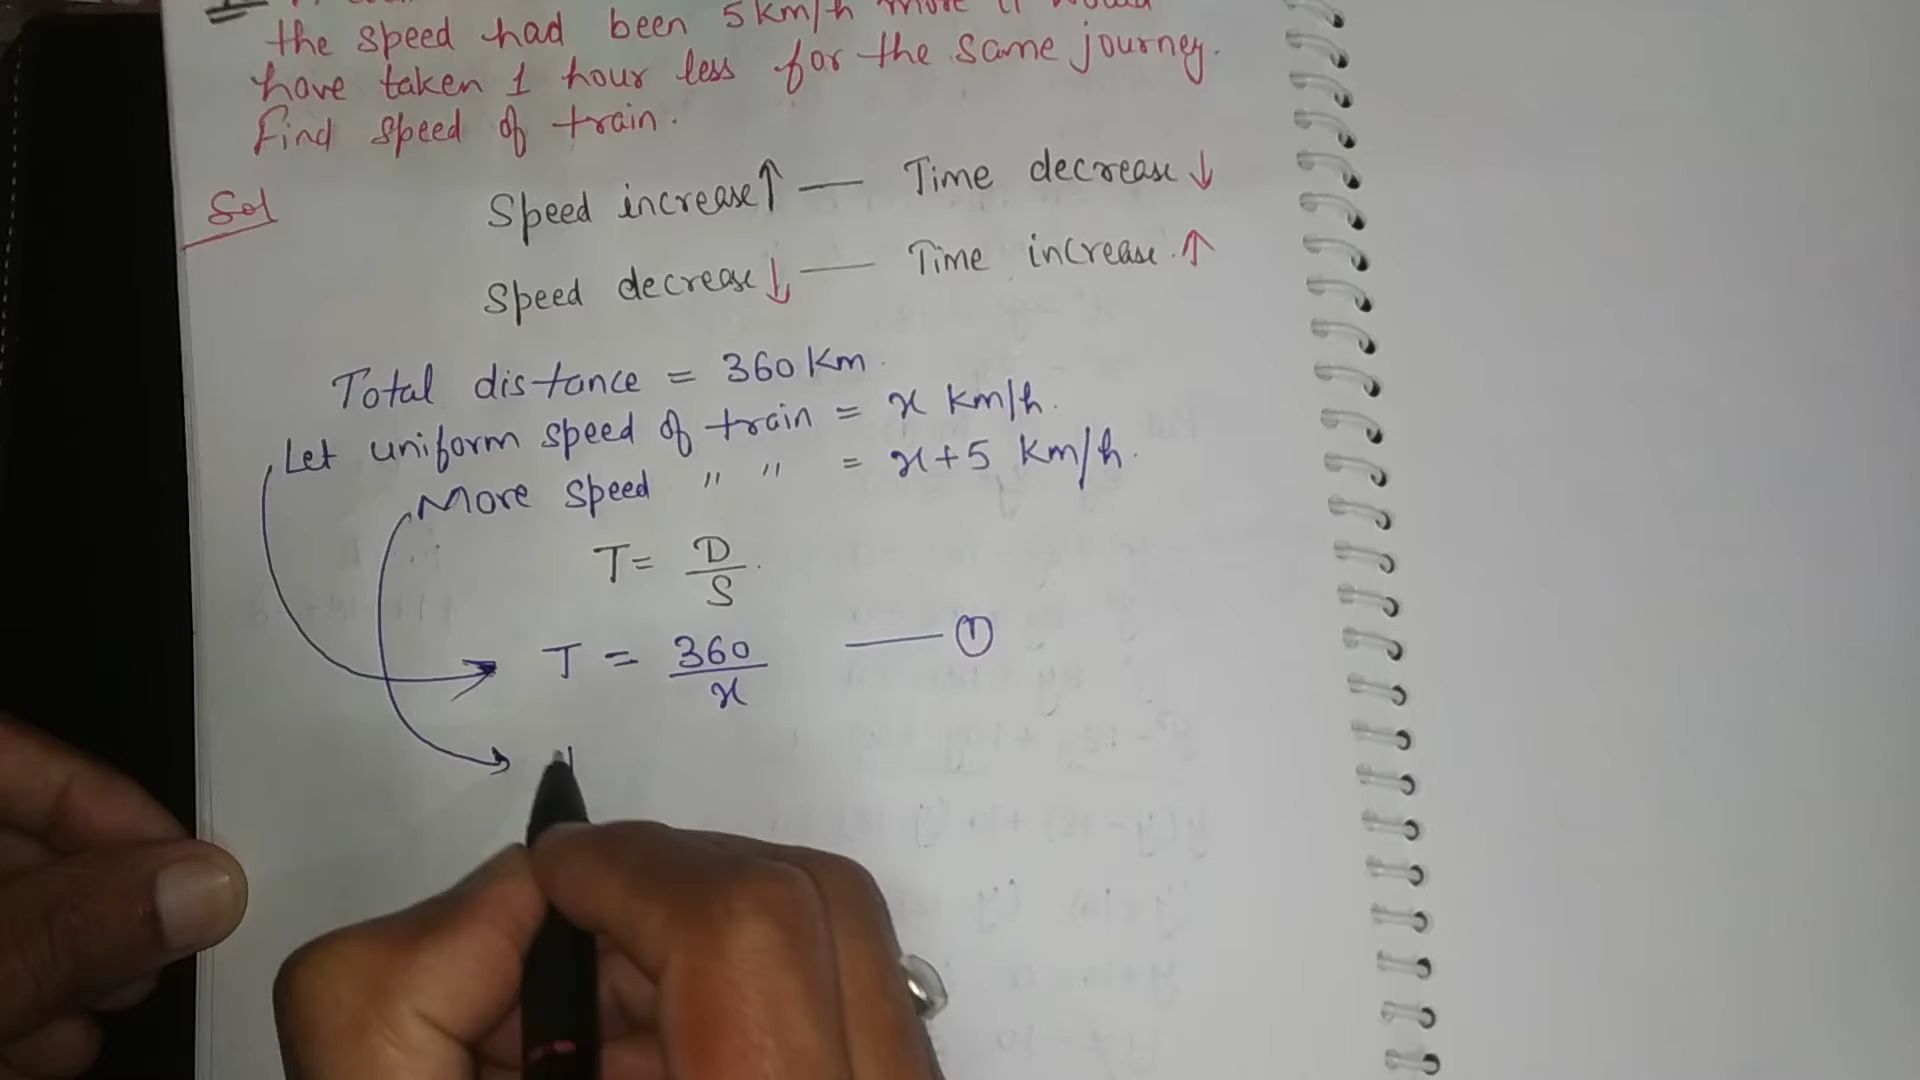 the speed had been 5 km/h more it would
have taken 1 hour less for the same journey.
Find speed of train.
Sol
Speed increase ↑ — Time decrease ↓
Speed decrease ↓ — Time increase ↑
Total distance = 360 Km.
Let uniform speed of train = x km/h.
More speed " " = x+5 km/h.
T = D/S.
T = 360/x — ①